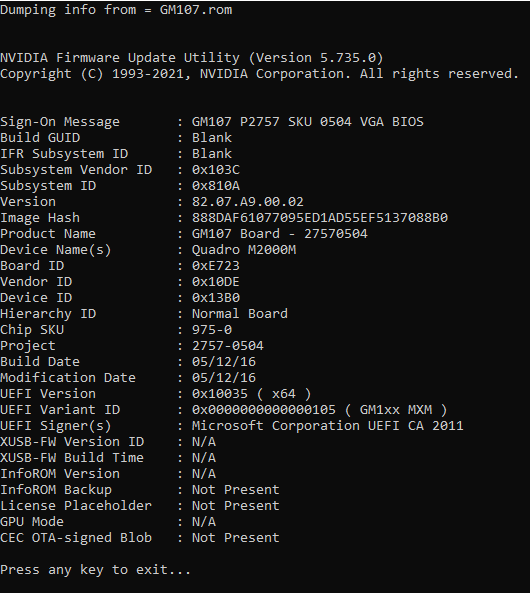 Dumping info from = GM107.rom
NVIDIA Firmware Update Utility (Version 5.735.0)
Copyright (C) 1993-2021, NVIDIA Corporation. All rights reserved.
Sign-On Message       : GM107 P2757 SKU 0504 VGA BIOS
Build GUID            : Blank
IFR Subsystem ID      : Blank
Subsystem Vendor ID   : 0x103C
Subsystem ID          : 0x810A
Version               : 82.07.A9.00.02
Image Hash            : 888DAF61077095ED1AD55EF5137088B0
Product Name          : GM107 Board - 27570504
Device Name(s)        : Quadro M2000M
Board ID              : 0xE723
Vendor ID             : 0x10DE
Device ID             : 0x13B0
Hierarchy ID          : Normal Board
Chip SKU              : 975-0
Project               : 2757-0504
Build Date            : 05/12/16
Modification Date     : 05/12/16
UEFI Version          : 0x10035 ( x64 )
UEFI Variant ID       : 0x0000000000000105 ( GM1xx MXM )
UEFI Signer(s)        : Microsoft Corporation UEFI CA 2011
XUSB-FW Version ID    : N/A
XUSB-FW Build Time    : N/A
InfoROM Version       : N/A
InfoROM Backup        : Not Present
License Placeholder   : Not Present
GPU Mode              : N/A
CEC OTA-signed Blob   : Not Present
Press any key to exit...